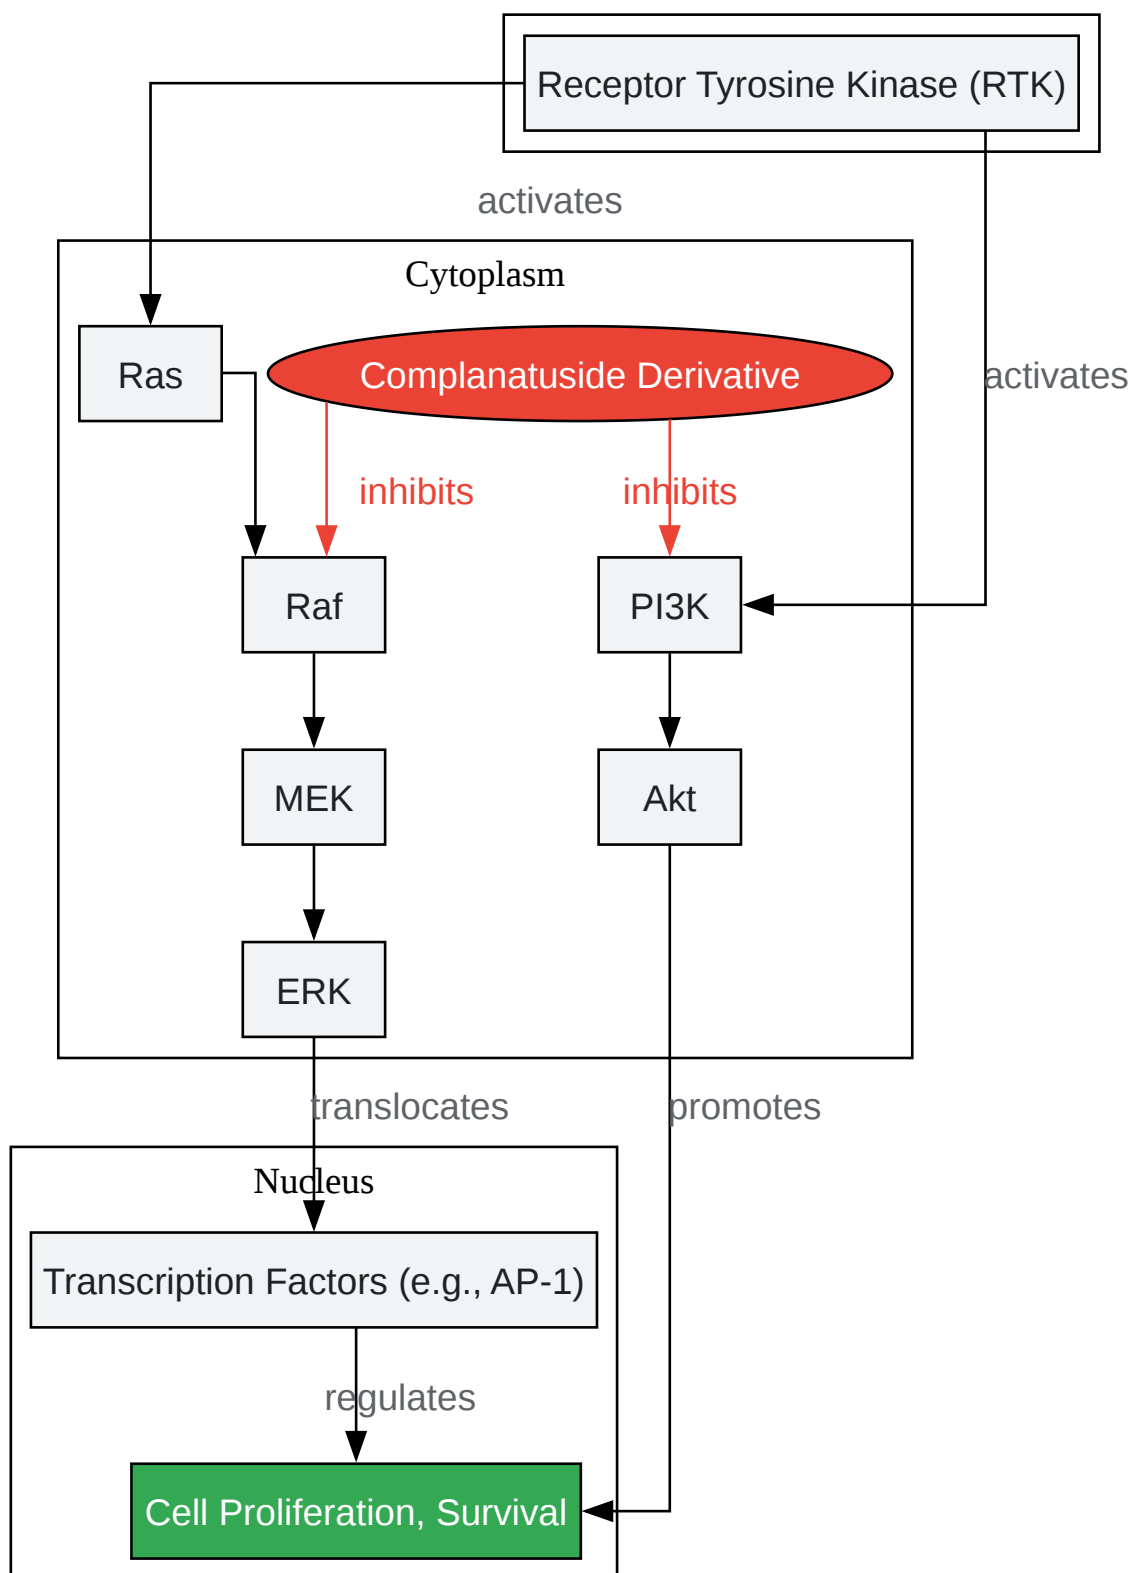 Receptor Tyrosine Kinase (RTK)
activates
Cytoplasm
Ras
Complanatuside Derivative
activates
inhibits
inhibits
Raf
PI3K
MEK
Akt
ERK
translocates
promotes
Nucleus
Transcription Factors (e.g., AP-1)
regulates
Cell Proliferation, Survival